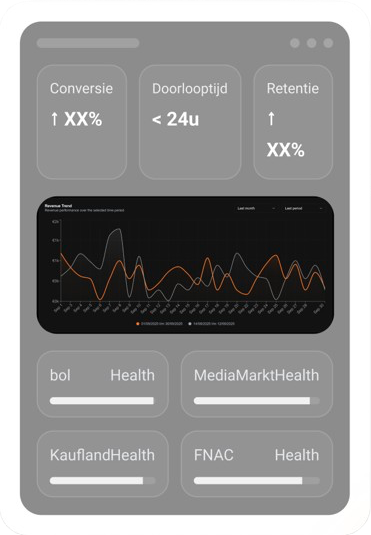 Conversie
↑ XX%
Doorlooptijd
< 24u
Retentie
↑
XX%
Revenue Trend
Revenue performance over the selected time period
Last month
Last period
bol Health
MediaMarktHealth
KauflandHealth
FNAC Health